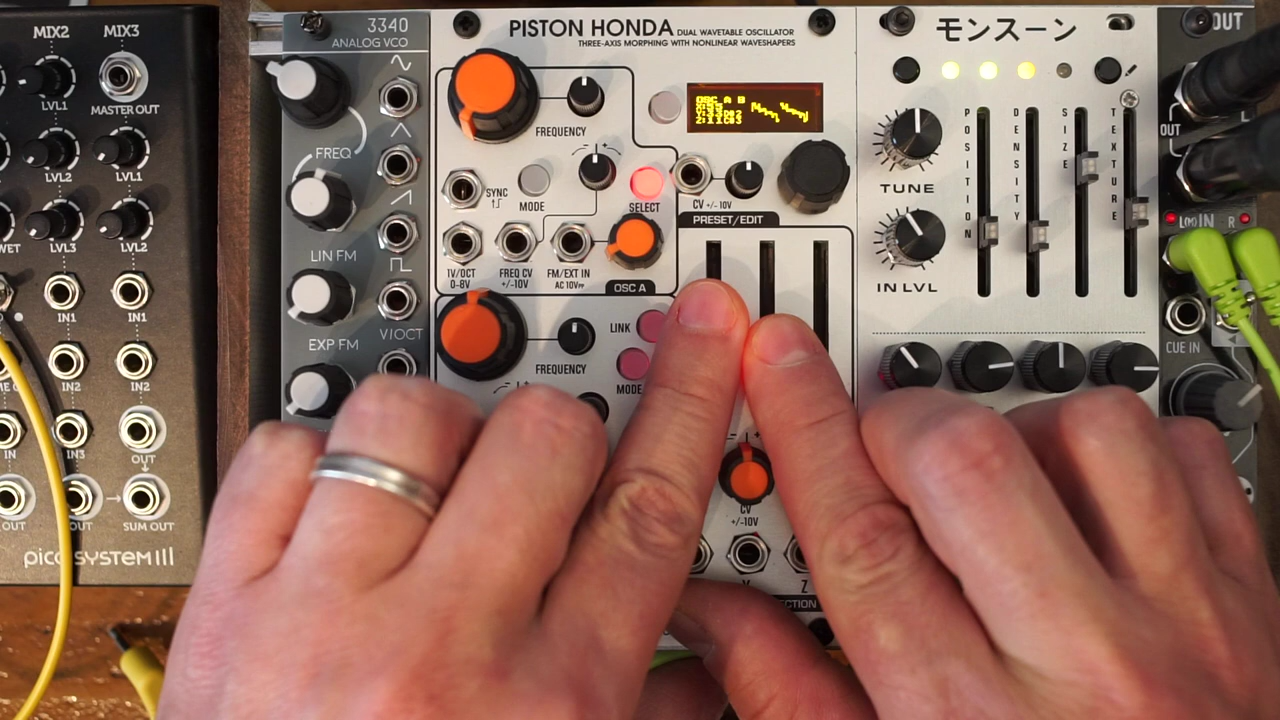 MIX2
MIX3
LVL1
MASTER OUT
LVL2
LVL1
LVL3
LVL2
IN1
IN1
IN2
IN2
IN
IN3
OUT
OUT
OUT
SUM OUT
SYSTEM III
3340
ANALOG VCO
FREQ
LIN FM
V/OCT
EXP FM
PISTON HONDA DUAL WAVETABLE OSCILLATOR
THREE-AXIS MORPHING WITH NONLINEAR WAVESHAPERS
FREQUENCY
SYNC
MODE
SELECT
CV +/- 10V
PRESET/EDIT
1V/OCT
0-8V
FREQ CV
+/-10V
FM/EXT IN
AC 10Vpp
OSC A
LINK
FREQUENCY
MODE
CV
+/-10V
Z
モンスーン
TUNE
IN LVL
POSITION
DENSITY
SIZE
TEXTURE
OUT
OUT
L
L
IN
R
CUE IN